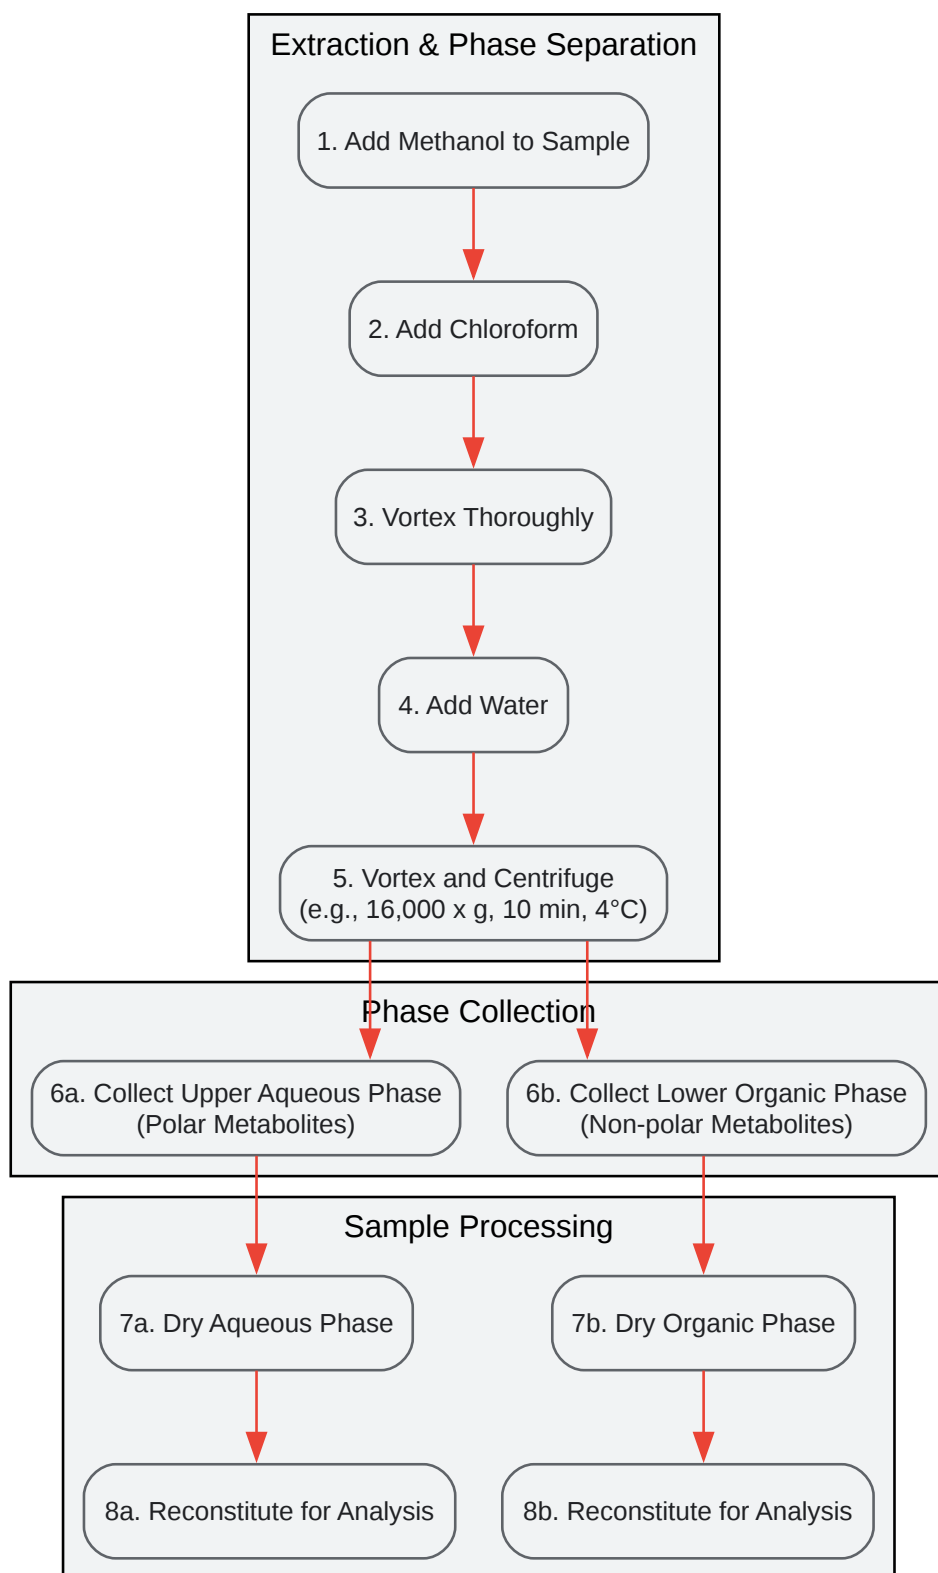 Extraction & Phase Separation
1. Add Methanol to Sample
2. Add Chloroform
3. Vortex Thoroughly
4. Add Water
5. Vortex and Centrifuge
(e.g., 16,000 x g, 10 min, 4°C)
Phase Collection
6a. Collect Upper Aqueous Phase
(Polar Metabolites)
6b. Collect Lower Organic Phase
(Non-polar Metabolites)
Sample Processing
7a. Dry Aqueous Phase
7b. Dry Organic Phase
8a. Reconstitute for Analysis
8b. Reconstitute for Analysis